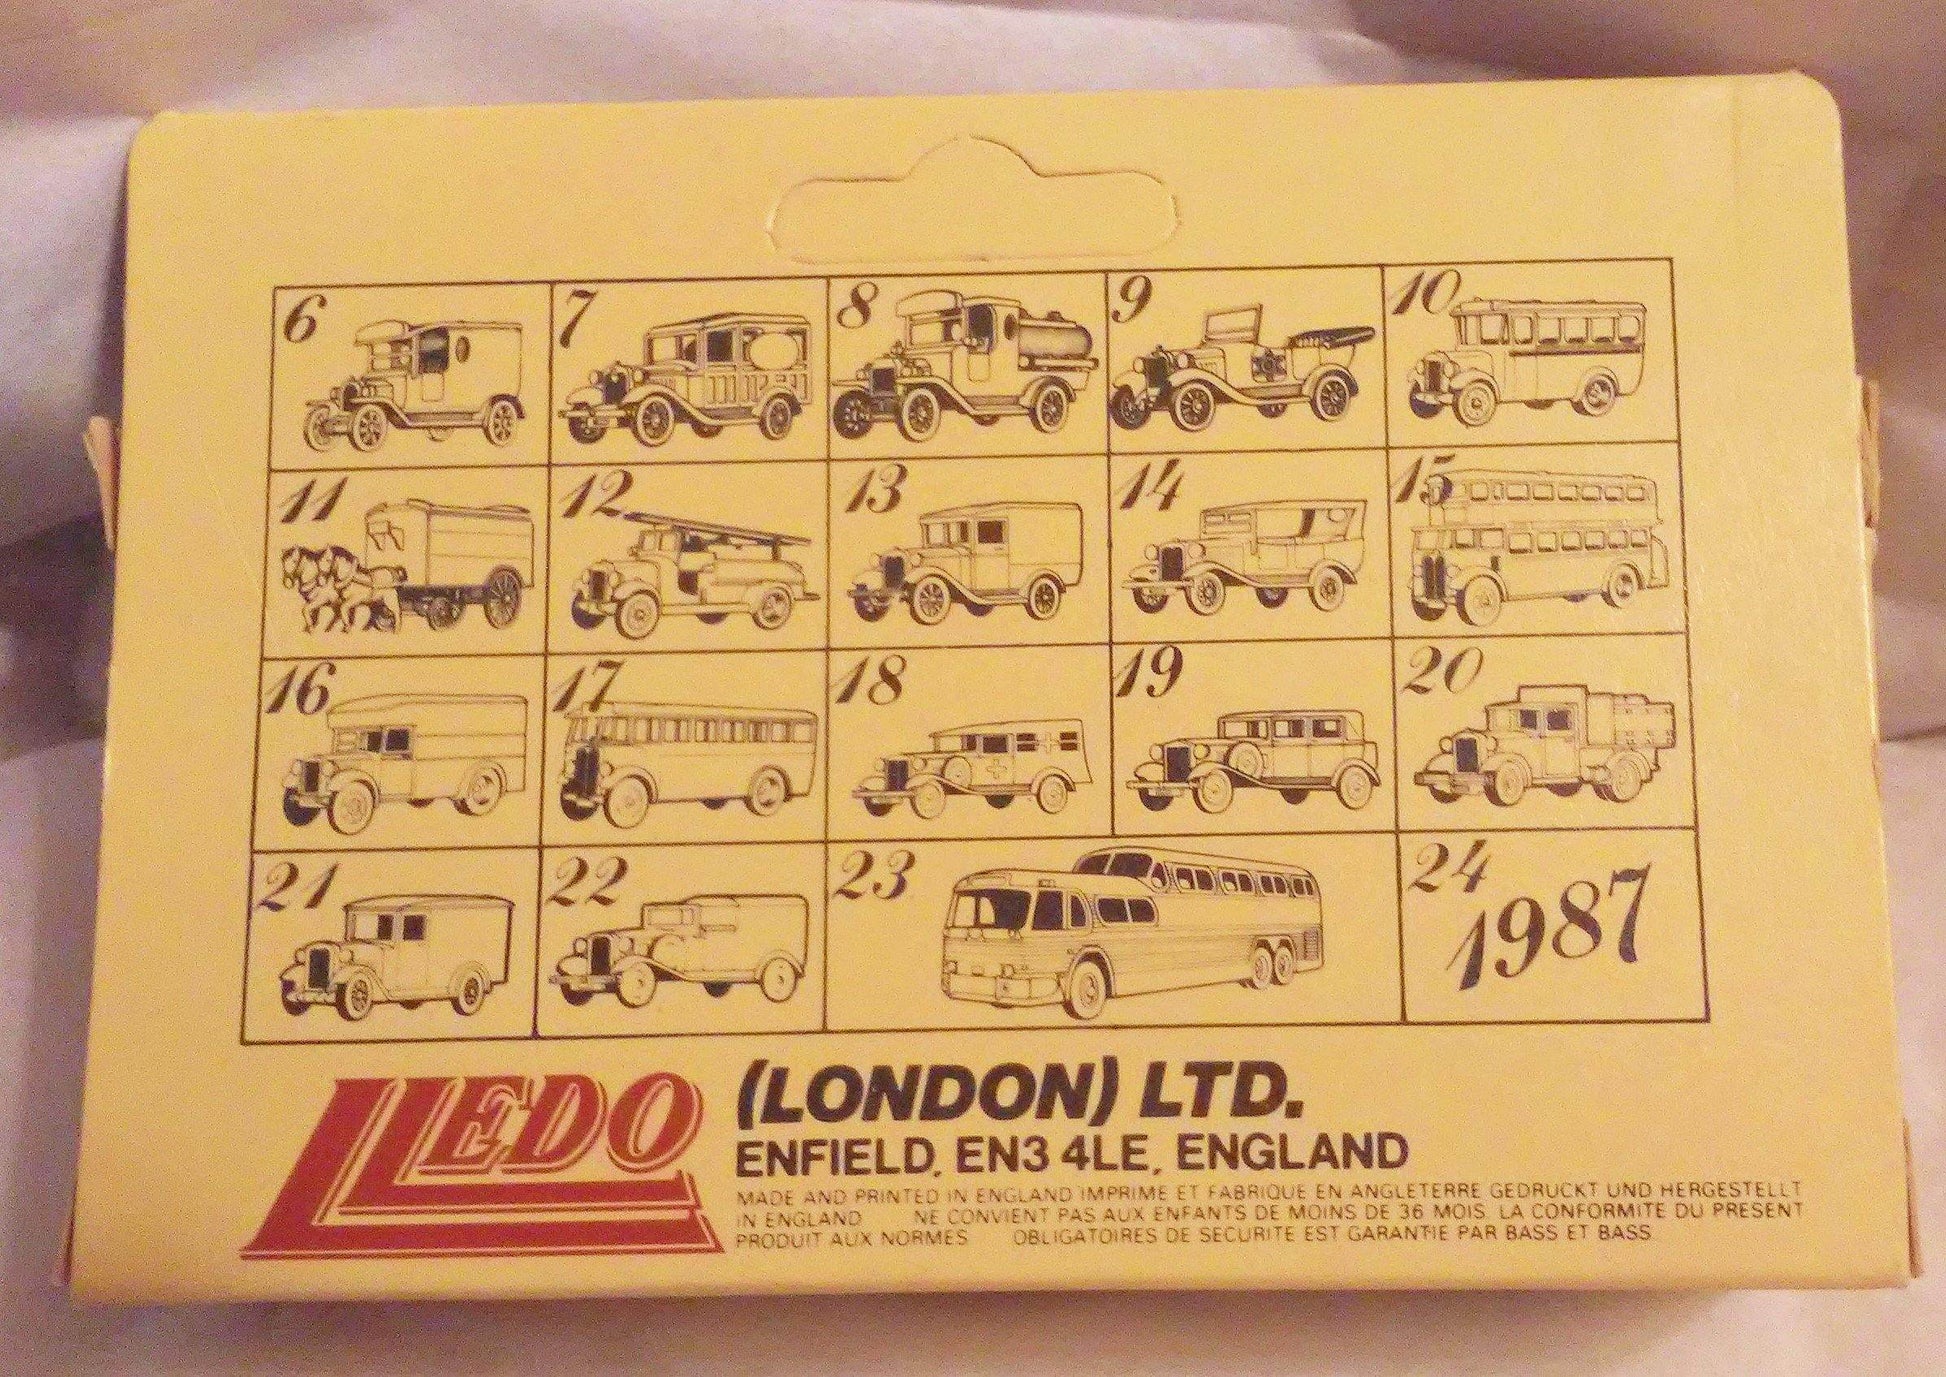 6 7 8 9 10
11 12 13 14 15
16 17 18 19 20
21 22 23 24 1987
LLEDO (LONDON) LTD.
ENFIELD, EN3 4LE, ENGLAND
MADE AND PRINTED IN ENGLAND IMPRIME ET FABRIQUE EN ANGLETERRE GEDRUCKT UND HERGESTELLT
IN ENGLAND NE CONVIENT PAS AUX ENFANTS DE MOINS DE 36 MOIS. LA CONFORMITE DU PRESENT
PRODUIT AUX NORMES OBLIGATOIRES DE SECURITE EST GARANTIE PAR BASS ET BASS